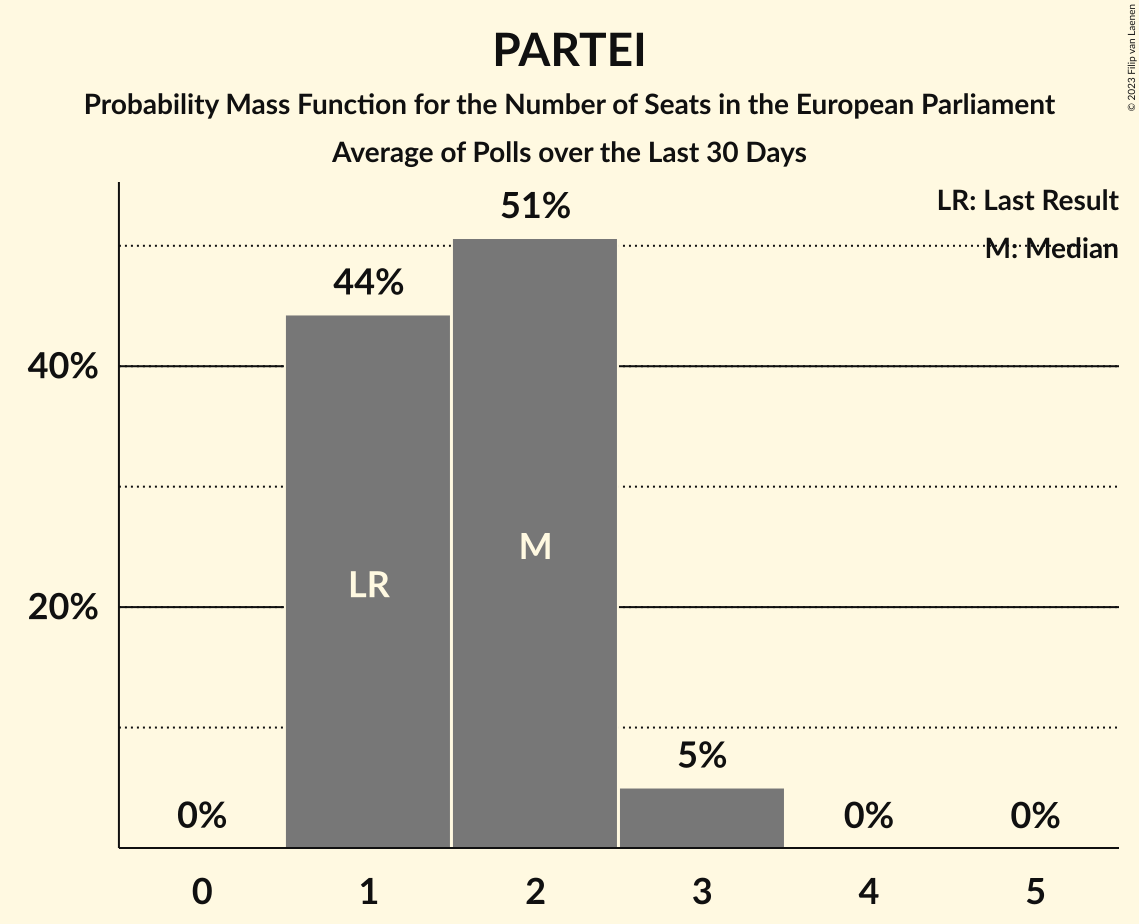 PARTEI
Probability Mass Function for the Number of Seats in the European Parliament
Average of Polls over the Last 30 Days
© 2023 Filip van Laenen
LR: Last Result
M: Median
51%
44%
40%
M
LR
20%
5%
0%
0%
0%
0
1
2
3
4
5